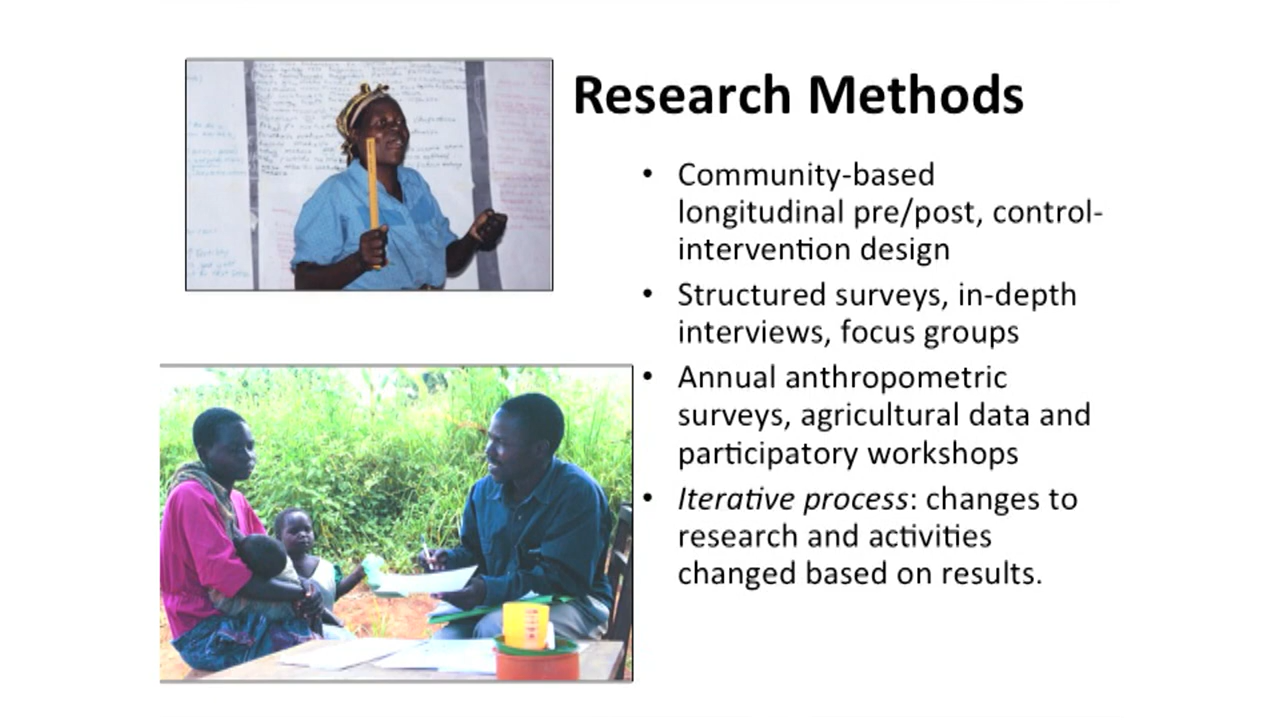 Research Methods
• Community-based
longitudinal pre/post, control-
intervention design
• Structured surveys, in-depth
interviews, focus groups
• Annual anthropometric
surveys, agricultural data and
participatory workshops
• Iterative process: changes to
research and activities
changed based on results.